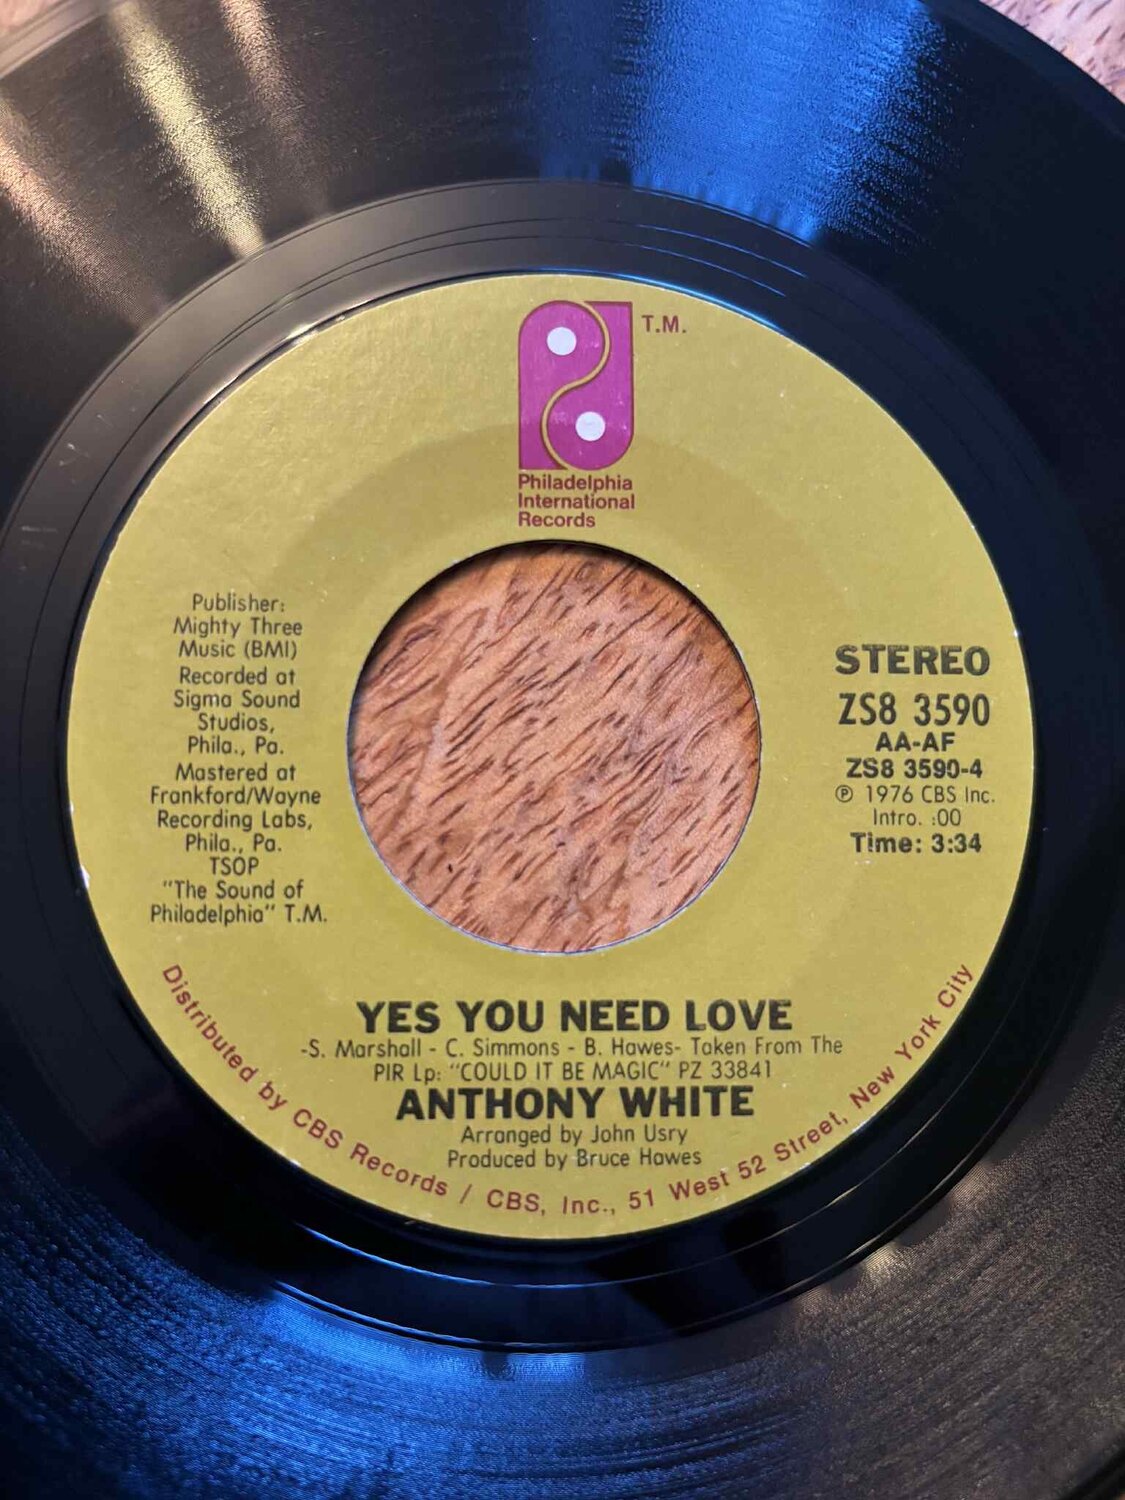 T.M.
Philadelphia
International
Records
Publisher:
Mighty Three
Music (BMI)
Recorded at
Sigma Sound
Studios,
Phila., Pa.
Mastered at
Frankford/Wayne
Recording Labs,
Phila., Pa.
TSOP
"The Sound of
Philadelphia" T.M.
STEREO
ZS8 3590
AA-AF
ZS8 3590-4
℗ 1976 CBS Inc.
Intro. :00
Time: 3:34
YES YOU NEED LOVE
-S. Marshall - C. Simmons - B. Hawes- Taken From The
PIR Lp: "COULD IT BE MAGIC" PZ 33841
ANTHONY WHITE
Arranged by John Usry
Produced by Bruce Hawes
Distributed by CBS Records / CBS, Inc., 51 West 52 Street, New York City